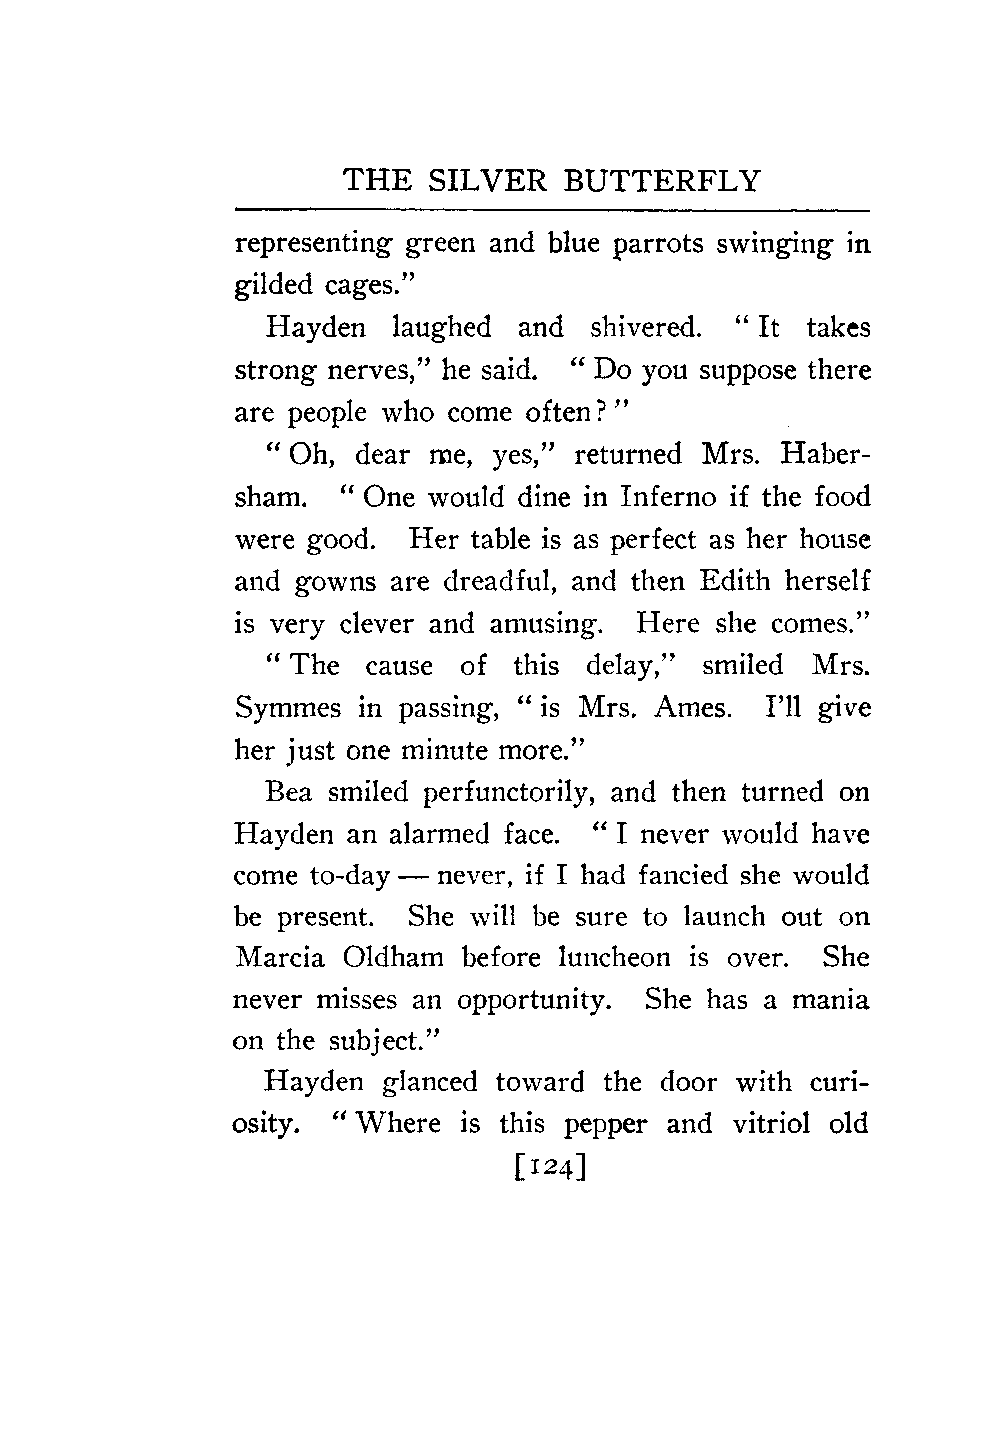 THE SILVER BUTTERFLY
representing green and blue parrots swinging in
gilded cages."
Hayden laughed and shivered. "It takes
strong nerves," he said. "Do you suppose there
are people who come often?"
"Oh, dear me, yes," returned Mrs. Haber-
sham. "One would dine in Inferno if the food
were good. Her table is as perfect as her house
and gowns are dreadful, and then Edith herself
is very clever and amusing. Here she comes."
"The cause of this delay," smiled Mrs.
Symmes in passing, "is Mrs. Ames. I'll give
her just one minute more."
Bea smiled perfunctorily, and then turned on
Hayden an alarmed face. "I never would have
come to-day — never, if I had fancied she would
be present. She will be sure to launch out on
Marcia Oldham before luncheon is over. She
never misses an opportunity. She has a mania
on the subject."
Hayden glanced toward the door with curi-
osity. "Where is this pepper and vitriol old
[124]